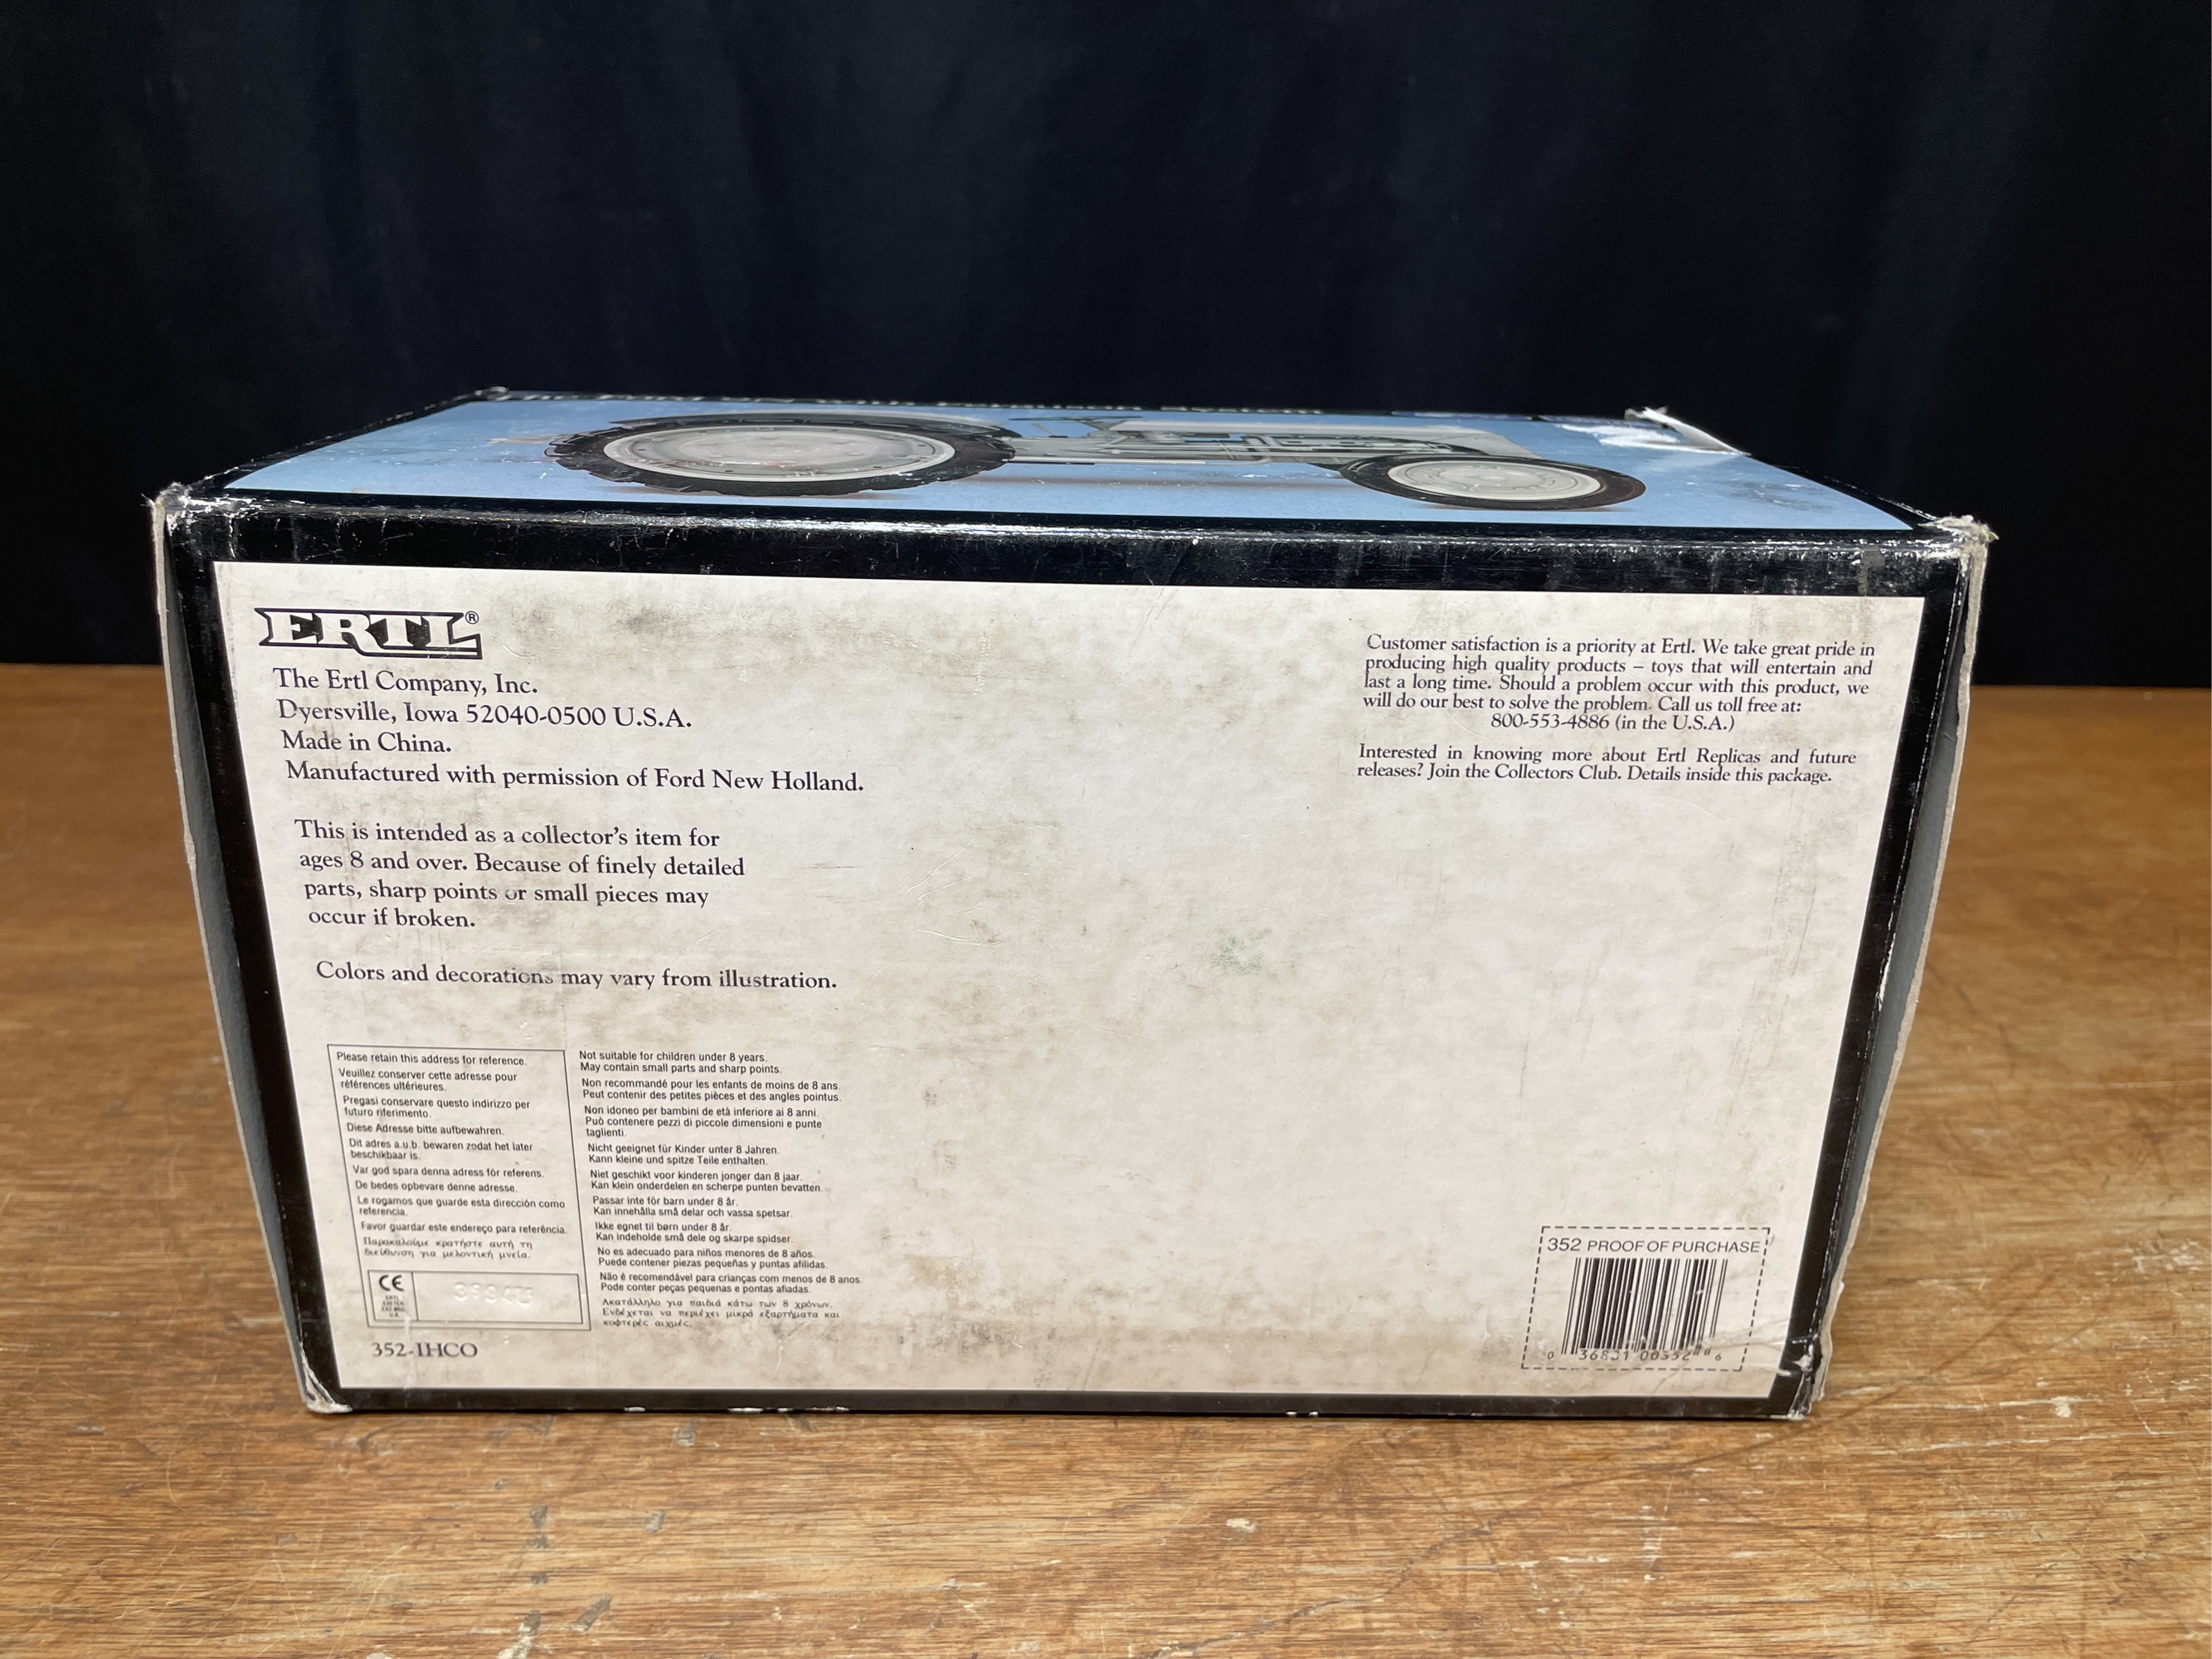 ERTL®
The Ertl Company, Inc.
Dyersville, Iowa 52040-0500 U.S.A.
Made in China.
Manufactured with permission of Ford New Holland.
This is intended as a collector's item for
ages 8 and over. Because of finely detailed
parts, sharp points or small pieces may
occur if broken.
Colors and decorations may vary from illustration.
Customer satisfaction is a priority at Ertl. We take great pride in
producing high quality products – toys that will entertain and
last a long time. Should a problem occur with this product, we
will do our best to solve the problem. Call us toll free at:
800-553-4886 (in the U.S.A.)
Interested in knowing more about Ertl Replicas and future
releases? Join the Collectors Club. Details inside this package.
Please retain this address for reference.
Veuillez conserver cette adresse pour
références ultérieures.
Pregasi conservare questo indirizzo per
futuro riferimento.
Diese Adresse bitte aufbewahren.
Dit adres a.u.b. bewaren zodat het later
beschikbaar is.
Var god spara denna adress för referens.
De bedes opbevare denne adresse.
Le rogamos que guarde esta dirección como
referencia.
Favor guardar este endereço para referência.
Παρακαλούμε κρατήστε αυτή τη
διεύθυνση για μελοντική μνεία.
CE
352-1HCO
Not suitable for children under 8 years.
May contain small parts and sharp points.
Non recommandé pour les enfants de moins de 8 ans.
Peut contenir des petites pièces et des angles pointus.
Non idoneo per bambini de età inferiore ai 8 anni.
Può contenere pezzi di piccole dimensioni e punte
taglienti.
Nicht geeignet für Kinder unter 8 Jahren.
Kann kleine und spitze Teile enthalten.
Niet geschikt voor kinderen jonger dan 8 jaar.
Kan klein onderdelen en scherpe punten bevatten.
Passar inte för barn under 8 år.
Kan innehålla små delar och vassa spetsar.
Ikke egnet til børn under 8 år.
Kan indeholde små dele og skarpe spidser.
No es adecuado para niños menores de 8 años.
Puede contener piezas pequeñas y puntas afilidas.
Não é recomendável para crianças com menos de 8 anos.
Pode conter peças pequenas e pontas afiadas.
Ακατάλληλο για παιδιά κάτω των 8 χρόνων.
Ενδέχεται να περιέχει μικρά εξαρτήματα και
κοφτερές αιχμές.
352 PROOF OF PURCHASE
0 36881 00352 6